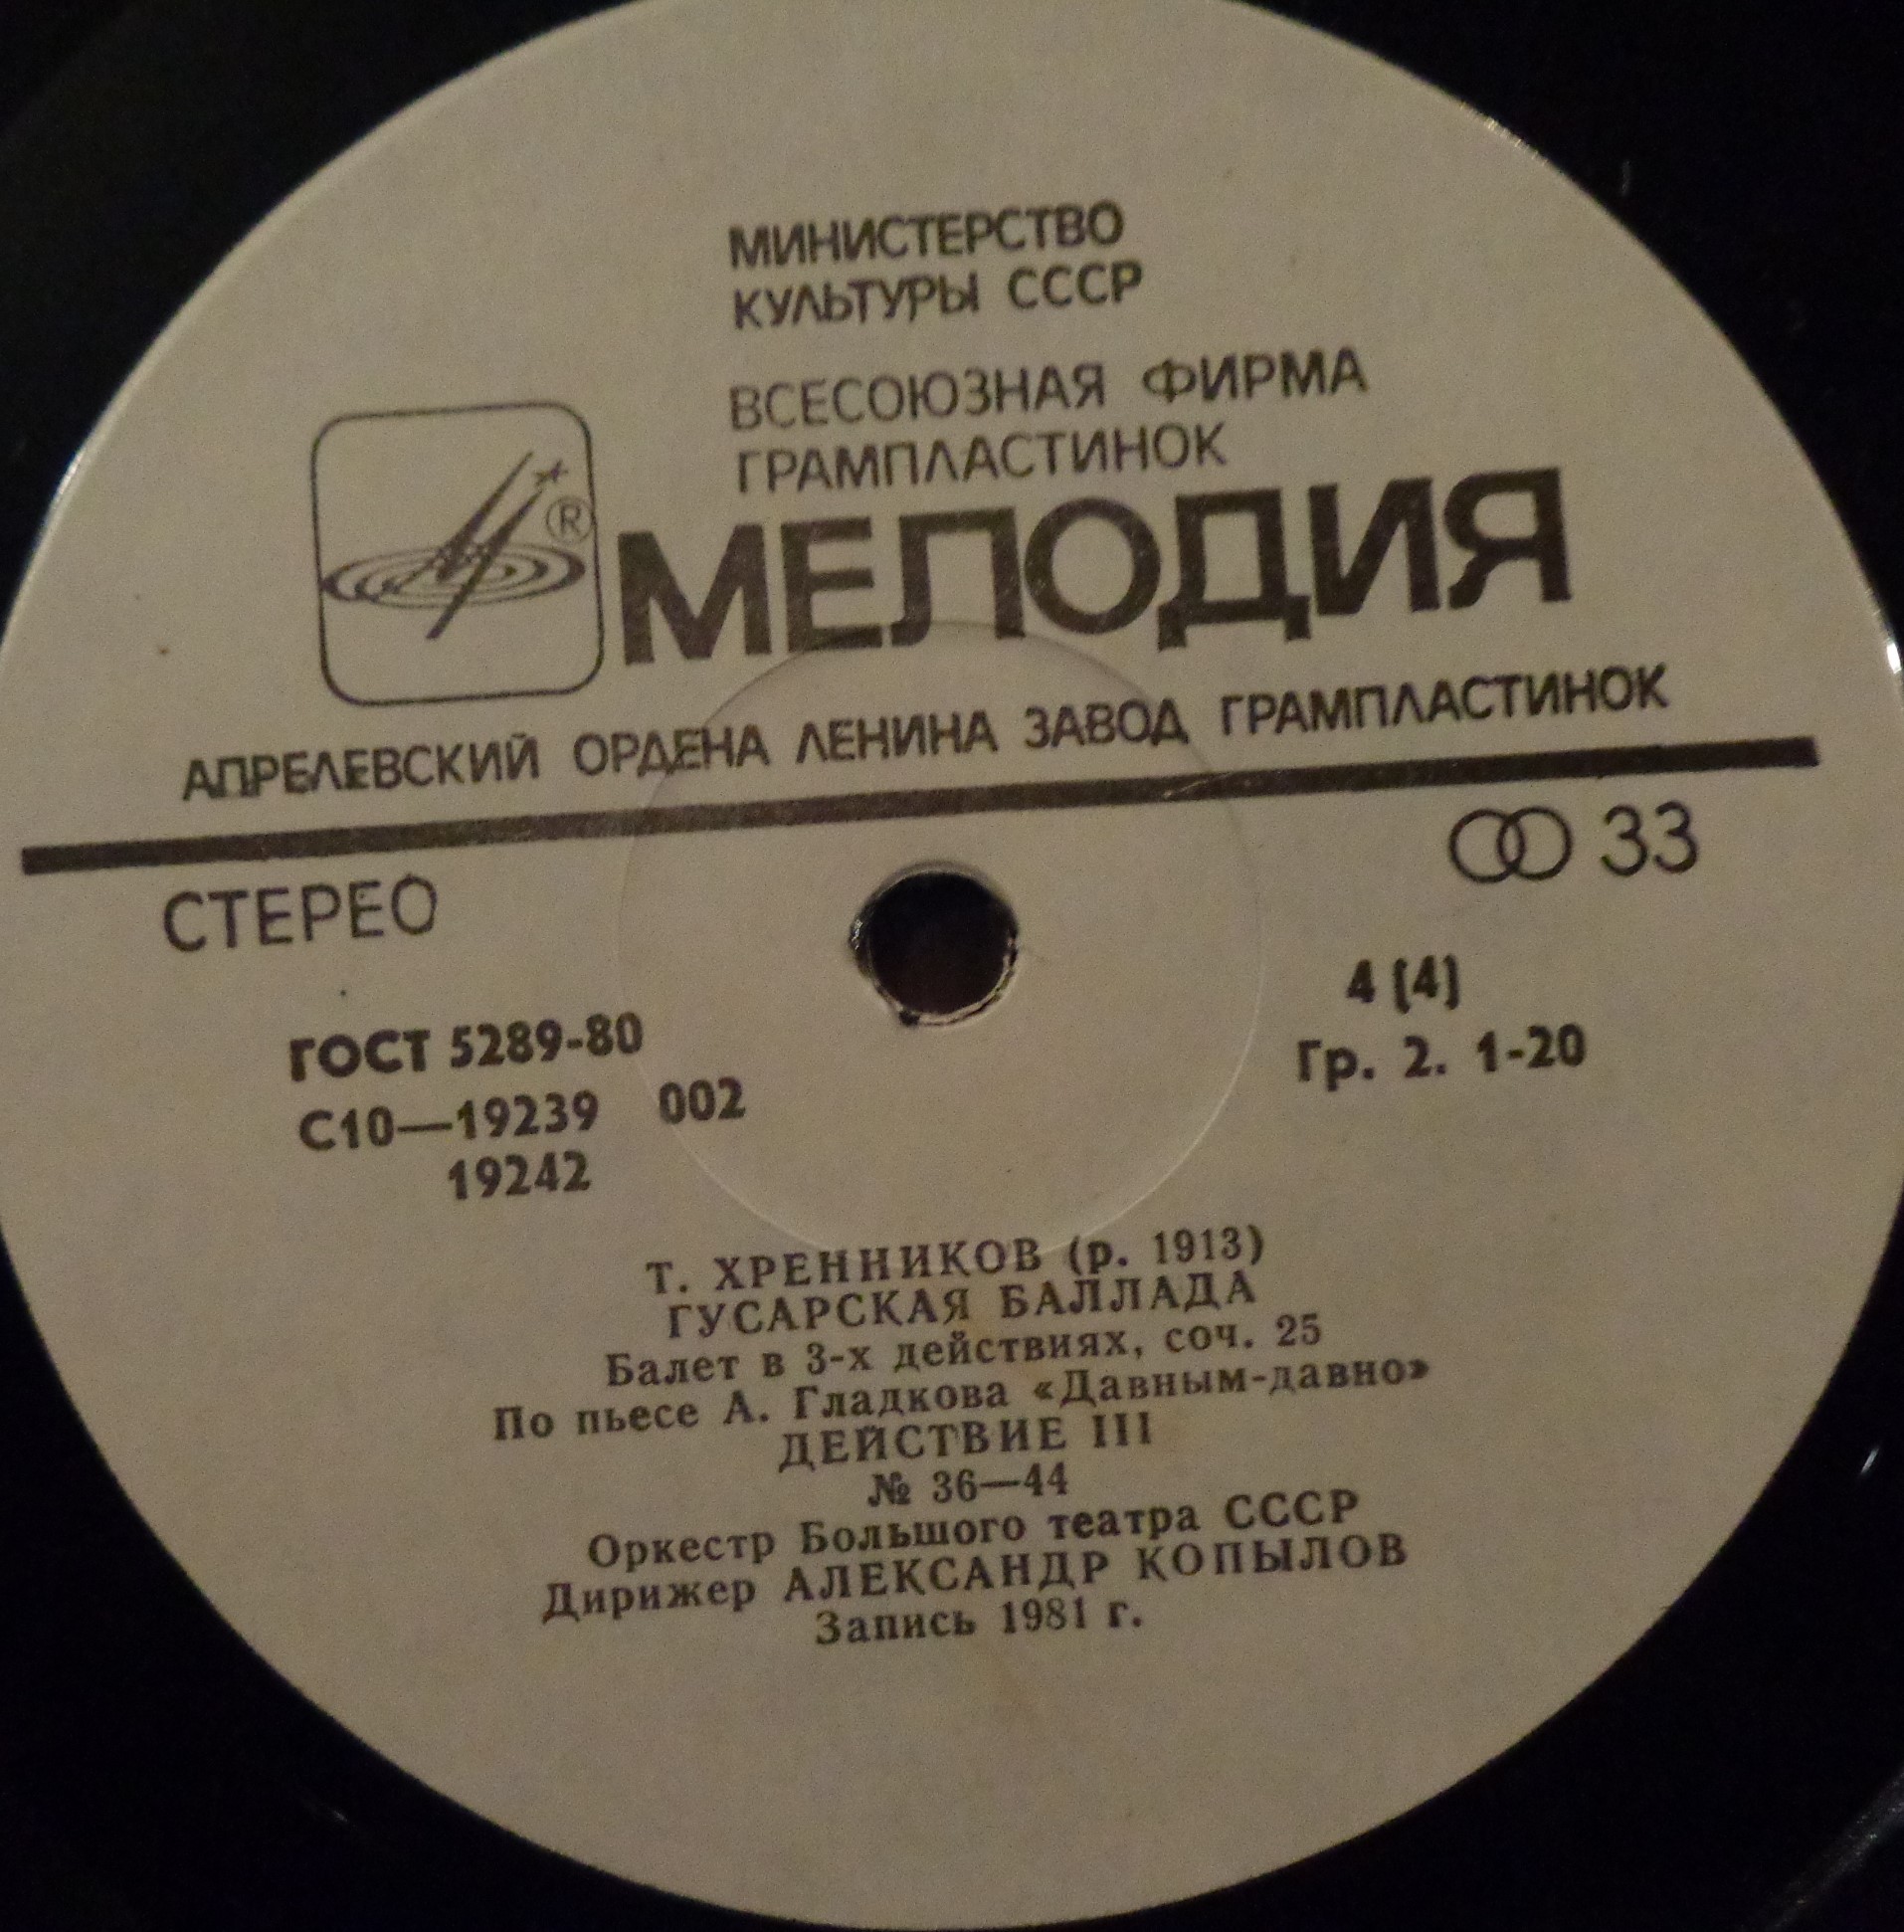 МИНИСТЕРСТВО
КУЛЬТУРЫ СССР
ВСЕСОЮЗНАЯ ФИРМА
ГРАМПЛАСТИНОК
®
МЕЛОДИЯ
АПРЕЛЕВСКИЙ ОРДЕНА ЛЕНИНА ЗАВОД ГРАМПЛАСТИНОК
СТЕРЕО
33
ГОСТ 5289-80
С10—19239 002
19242
4 (4)
Гр. 2. 1-20
Т. ХРЕННИКОВ (р. 1913)
ГУСАРСКАЯ БАЛЛАДА
Балет в 3-х действиях, соч. 25
По пьесе А. Гладкова «Давным-давно»
ДЕЙСТВИЕ III
№ 36—44
Оркестр Большого театра СССР
Дирижер АЛЕКСАНДР КОПЫЛОВ
Запись 1981 г.